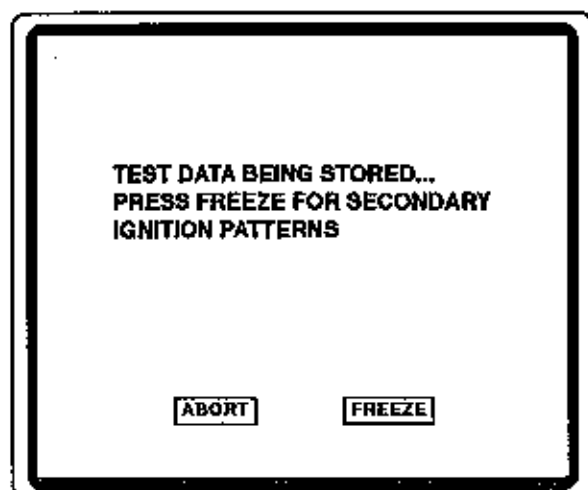 TEST DATA BEING STORED...
PRESS FREEZE FOR SECONDARY
IGNITION PATTERNS
ABORT
FREEZE